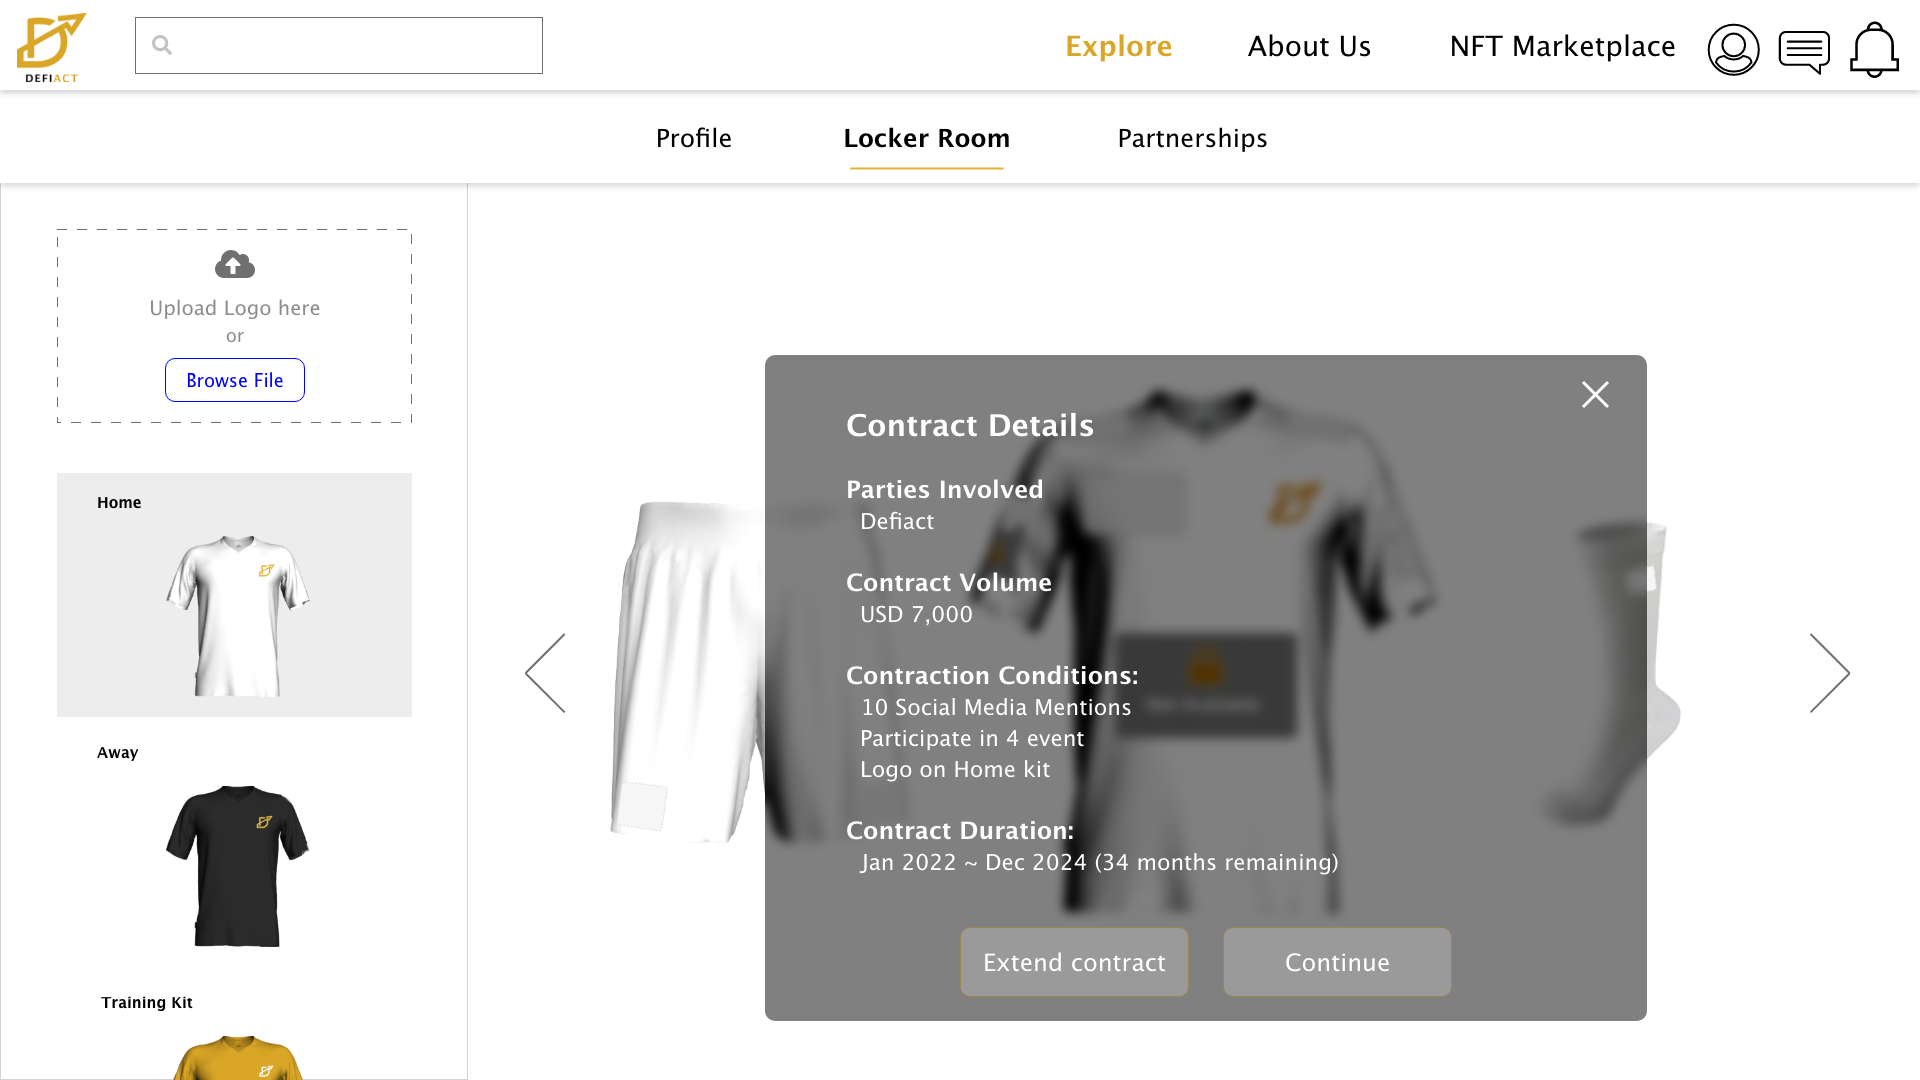 DEFIACT
Explore
About Us
NFT Marketplace
Profile
Locker Room
Partnerships
Upload Logo here
or
Browse File
Home
Away
Training Kit
Contract Details
Parties Involved
Defiact
Contract Volume
USD 7,000
Contraction Conditions:
10 Social Media Mentions
Participate in 4 event
Logo on Home kit
Contract Duration:
Jan 2022 ~ Dec 2024 (34 months remaining)
Extend contract
Continue